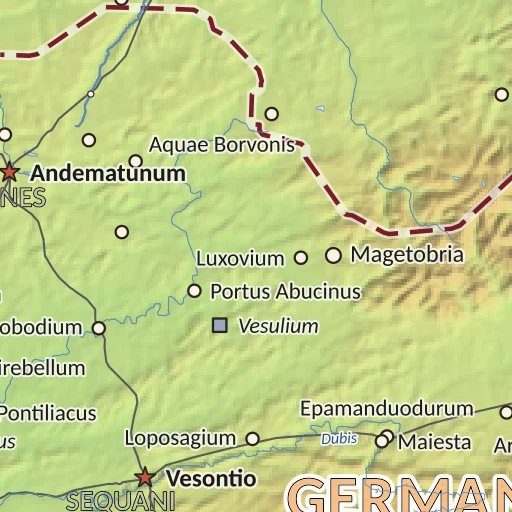 Aquae Borvonis
Andematunum
NES
Luxovium
Magetobria
Portus Abucinus
obodium
Vesulium
irebellum
Pontiliacus
Epamanduodurum
us
Loposagium
Dubis
Maiesta
Ar
Vesontio
SEQUANI
GERMAN